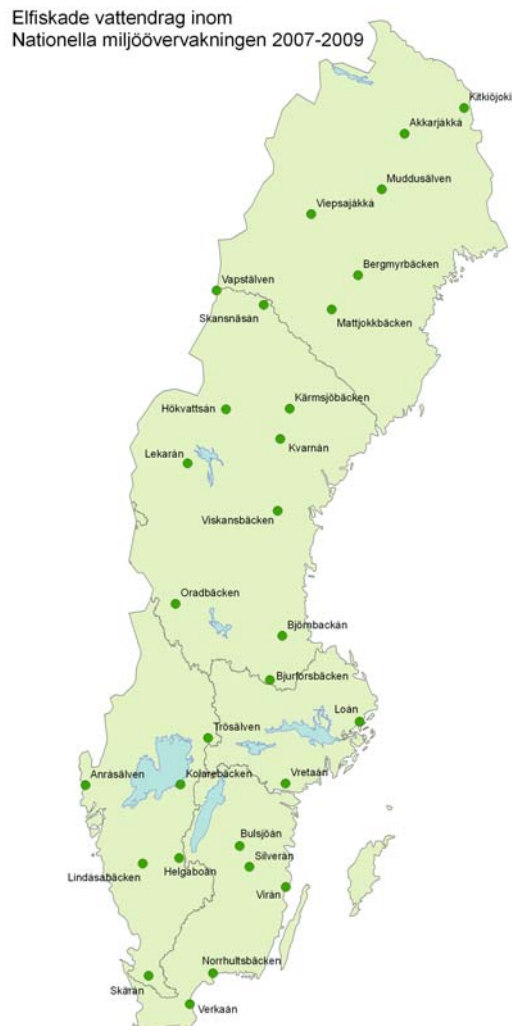 Elfiskade vattendrag inom
Nationella miljöövervakningen 2007-2009
Kitkiöjoki
Akkarjåkkå
Muddusälven
Viepsajåkkå
Bergmyrbäcken
Vapstälven
Skansnäsån
Mattjokkbäcken
Hökvattsån
Kärmsjöbäcken
Kvarnån
Lekarån
Viskansbäcken
Oradbäcken
Björnbackån
Bjurforsbäcken
Loån
Trösälven
Anråsälven
Kolarebäcken
Vretaån
Bulsjöån
Silverån
Lindåsabäcken
Helgaboån
Virån
Norrhultsbäcken
Skärån
Verkaån